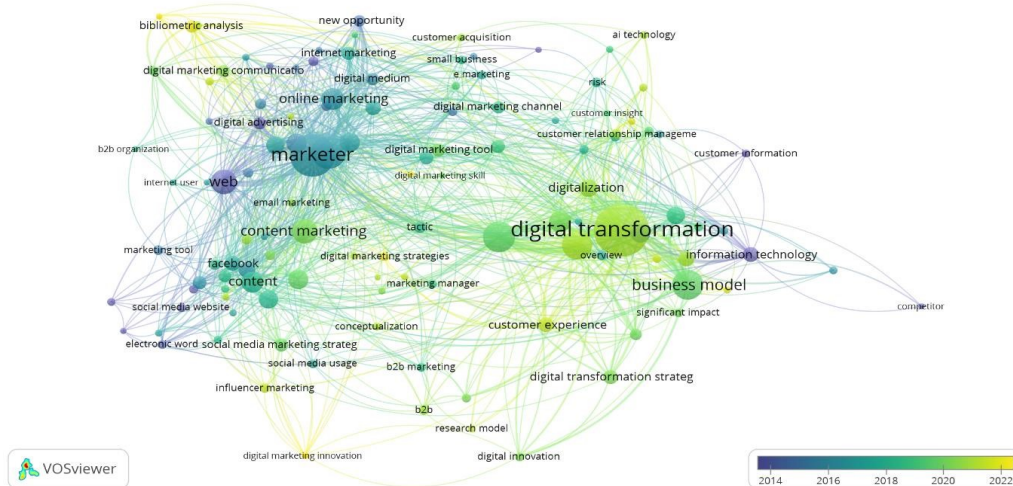 new opportunity
bibliometric analysis
customer acquisition
ai technology
internet marketing
small business
digital marketing communicatio
e marketing
digital medium
risk
online marketing
digital marketing channel
customer insight
digital advertising
customer relationship manageme
b2b organization
marketer
digital marketing tool
customer information
internet user
web
digital marketing skill
digitalization
email marketing
content marketing
tactic
digital transformation
marketing tool
digital marketing strategies
overview
information technology
facebook
content
marketing manager
business model
social media website
significant impact
competitor
conceptualization
customer experience
electronic word
social media marketing strateg
social media usage
b2b marketing
digital transformation strateg
influencer marketing
b2b
research model
digital marketing innovation
digital innovation
VOSviewer
2014 2016 2018 2020 2022